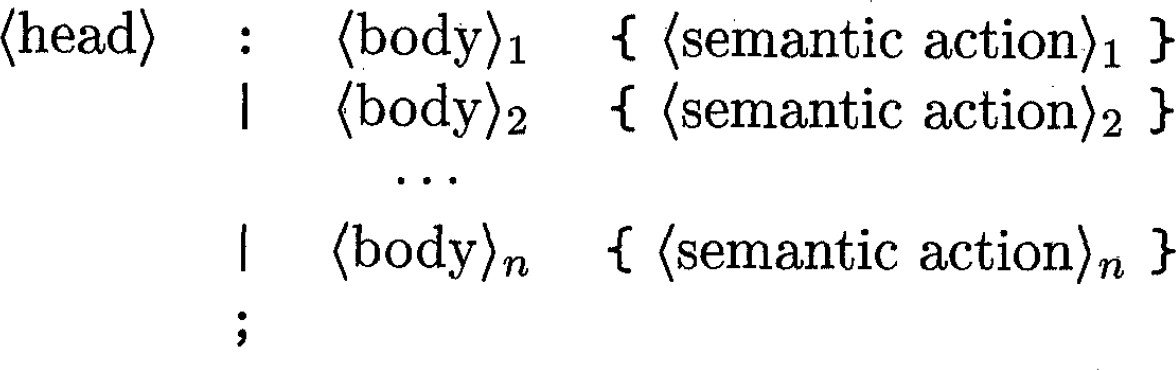 ⟨head⟩ : ⟨body⟩₁ { ⟨semantic action⟩₁ }
| ⟨body⟩₂ { ⟨semantic action⟩₂ }
...
| ⟨body⟩ₙ { ⟨semantic action⟩ₙ }
;